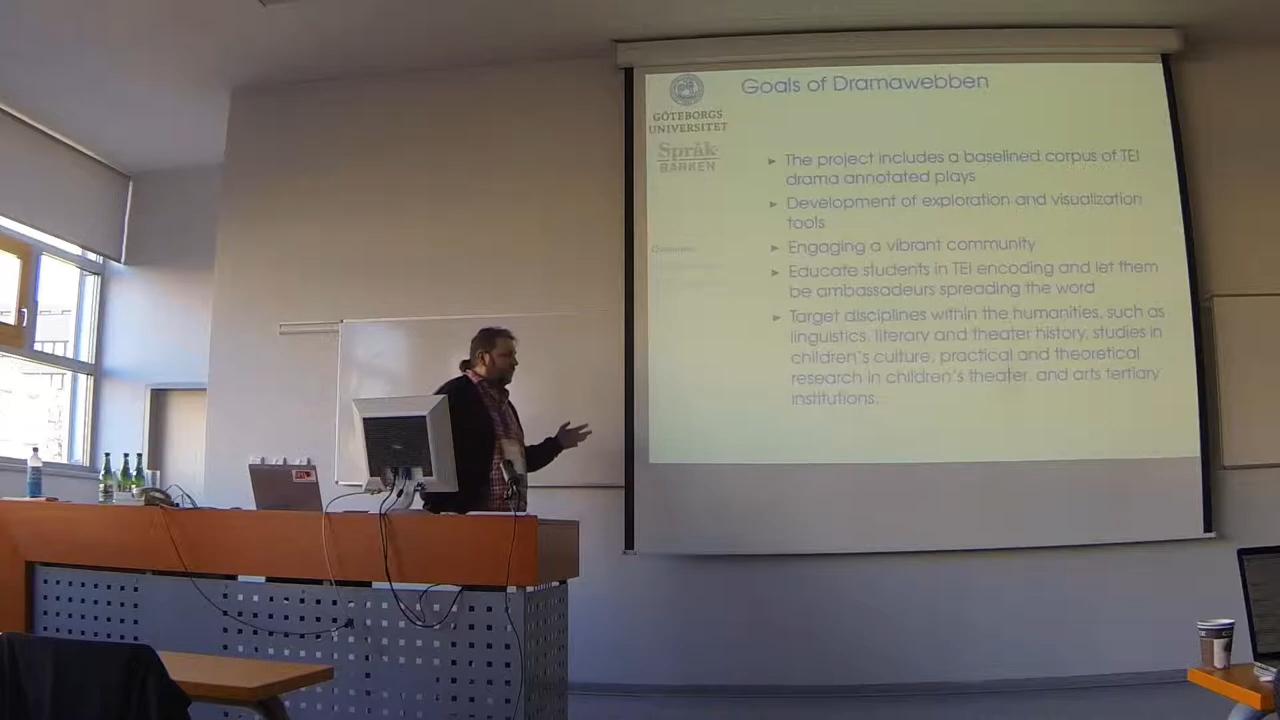 Goals of Dramawebben
GÖTEBORGS
UNIVERSITET
Språk
BANKEN
► The project includes a baselined corpus of TEI
drama annotated plays
► Development of exploration and visualization
tools
► Engaging a vibrant community
► Educate students in TEI encoding and let them
be ambassadeurs spreading the word
► Target disciplines within the humanities, such as
linguistics, literary and theater history, studies in
children's culture, practical and theoretical
research in children's theater, and arts tertiary
institutions.